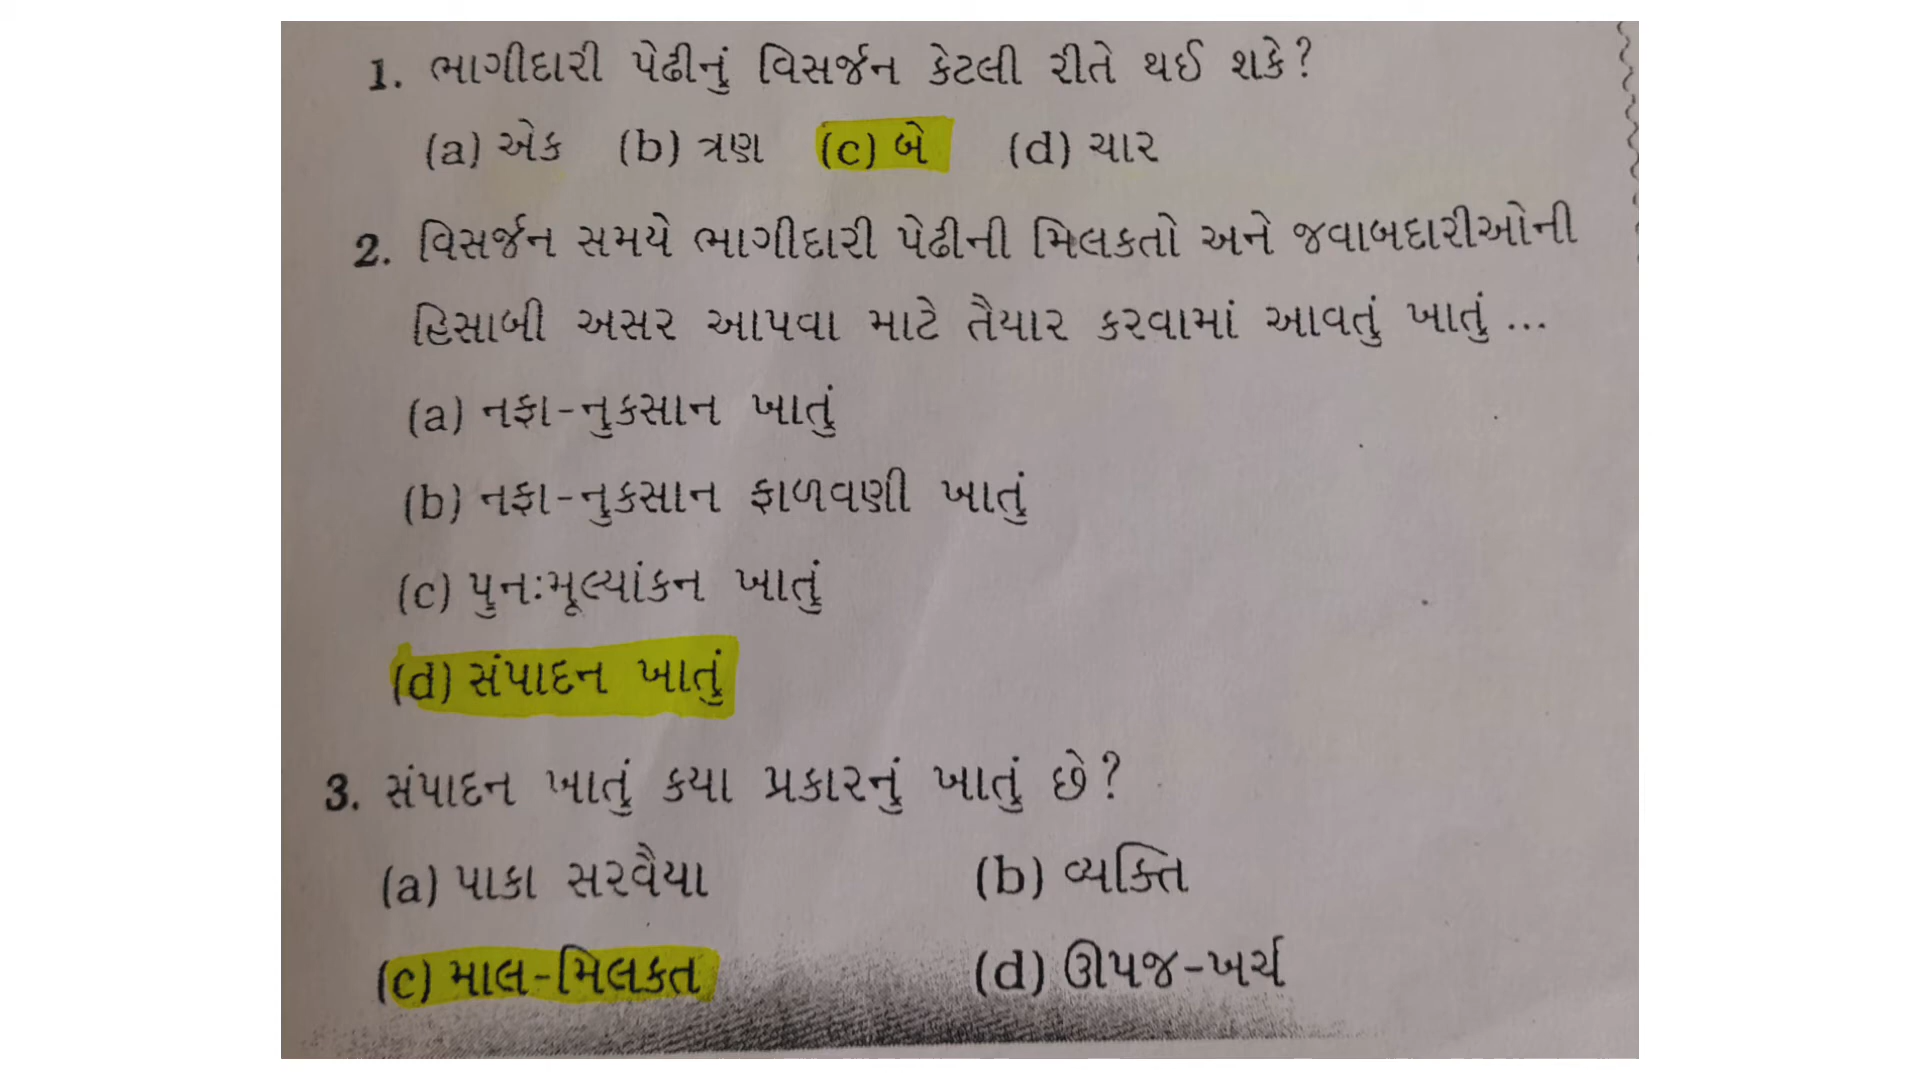 1. ભાગીદારી પેઢીનું વિસર્જન કેટલી રીતે થઈ શકે?
(a) એક (b) ત્રણ (c) બે (d) ચાર
2. વિસર્જન સમયે ભાગીદારી પેઢીની મિલકતો અને જવાબદારીઓની
હિસાબી અસર આપવા માટે તૈયાર કરવામાં આવતું ખાતું ...
(a) નફા-નુકસાન ખાતું
(b) નફા-નુકસાન ફાળવણી ખાતું
(c) પુનઃમૂલ્યાંકન ખાતું
(d) સંપાદન ખાતું
3. સંપાદન ખાતું કયા પ્રકારનું ખાતું છે?
(a) પાકા સરવૈયા (b) વ્યક્તિ
(c) માલ-મિલકત (d) ઊપજ-ખર્ચ